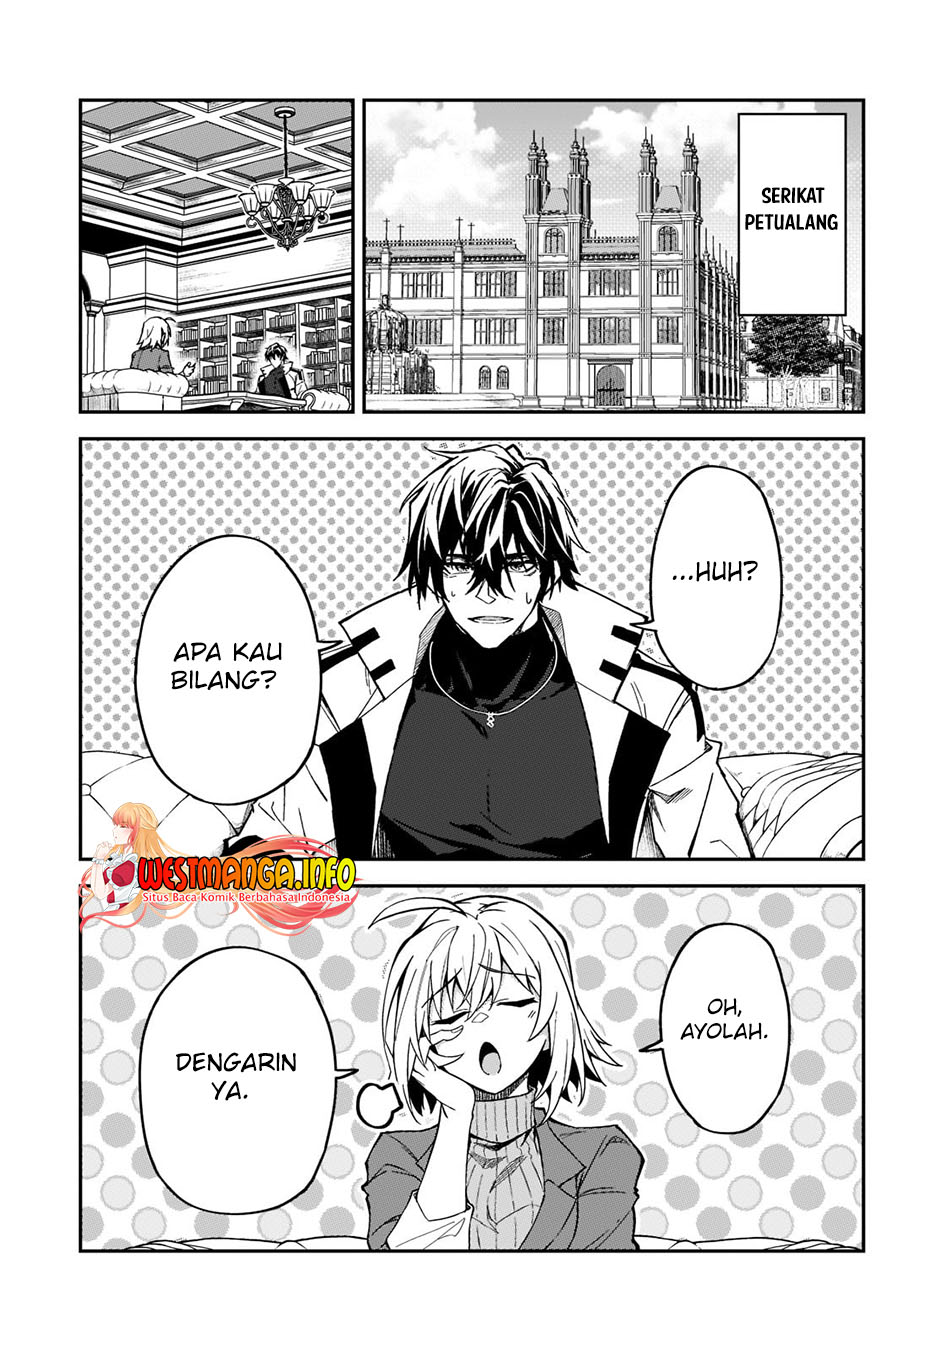 SERIKAT
PETUALANG
...HUH?
APA KAU
BILANG?
WESTMANGA.INFO
Situs Baca Komik Berbahasa Indonesia
OH,
AYOLAH.
DENGARIN
YA.